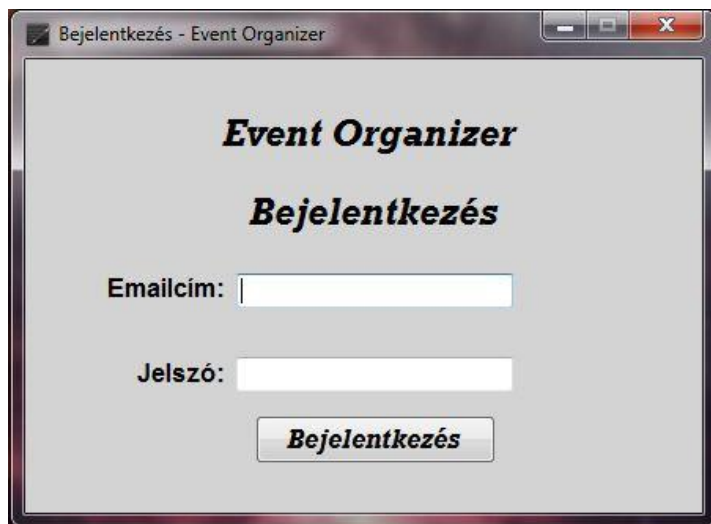 Bejelentkezés - Event Organizer
Event Organizer
Bejelentkezés
Emailcím:
Jelszó:
Bejelentkezés